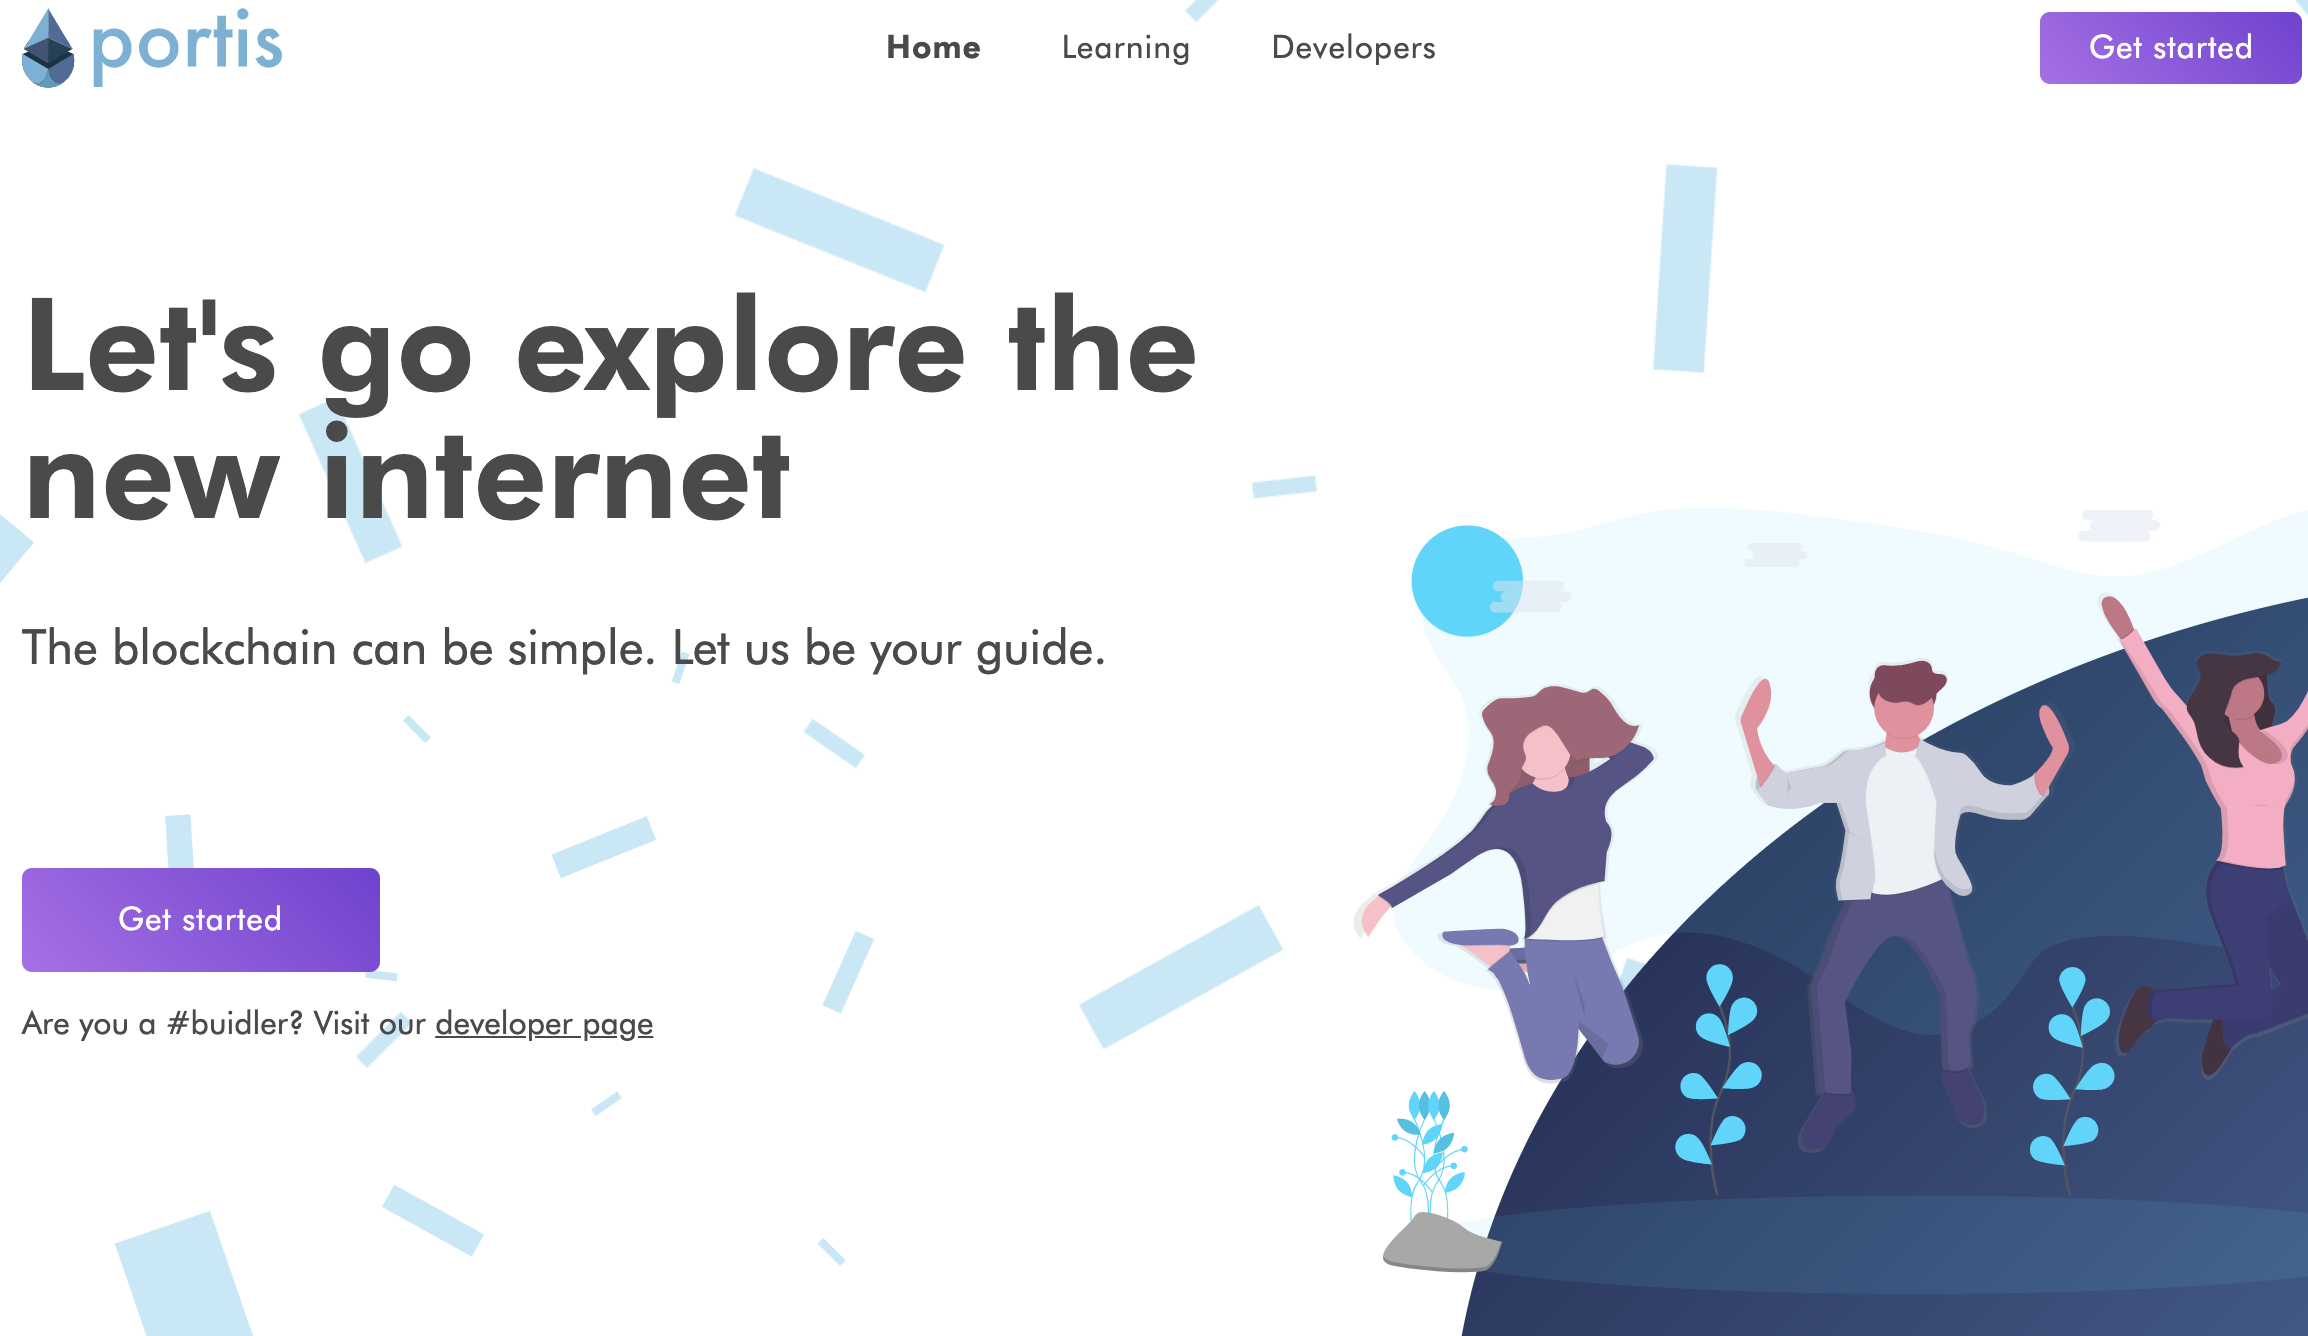 portis
Home Learning Developers Get started
Let's go explore the
new internet
The blockchain can be simple. Let us be your guide.
Get started
Are you a #buidler? Visit our developer page